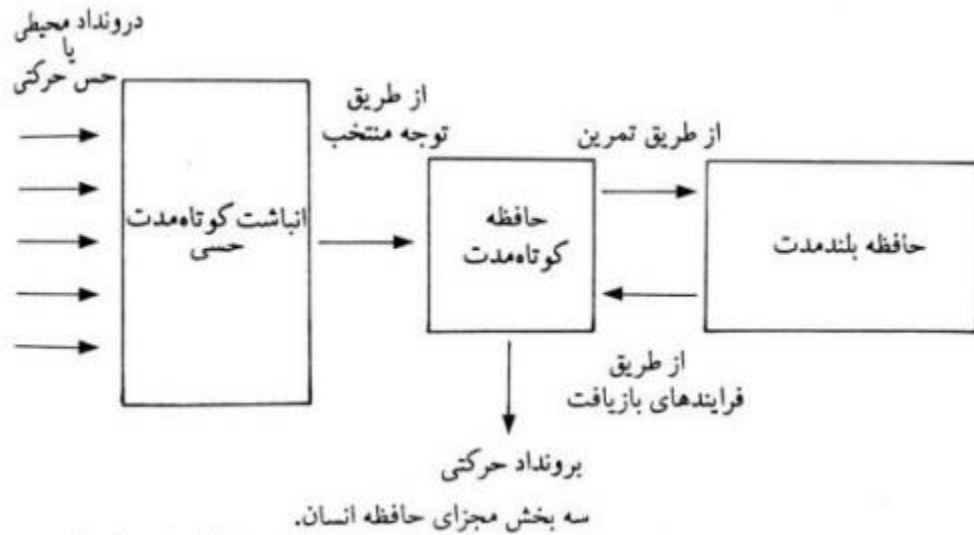 درونداد محیطی
یا
حس حرکتی
انباشت کوتاه‌مدت
حسی
از طریق
توجه منتخب
حافظه
کوتاه‌مدت
از طریق تمرین
حافظه بلندمدت
از طریق
فرایندهای بازیافت
برونداد حرکتی
سه بخش مجزای حافظه انسان.